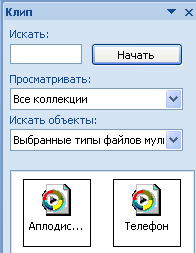 Клип
Искать:
Начать
Просматривать:
Все коллекции
Искать объекты:
Выбранные типы файлов мул
Аплодис...
Телефон